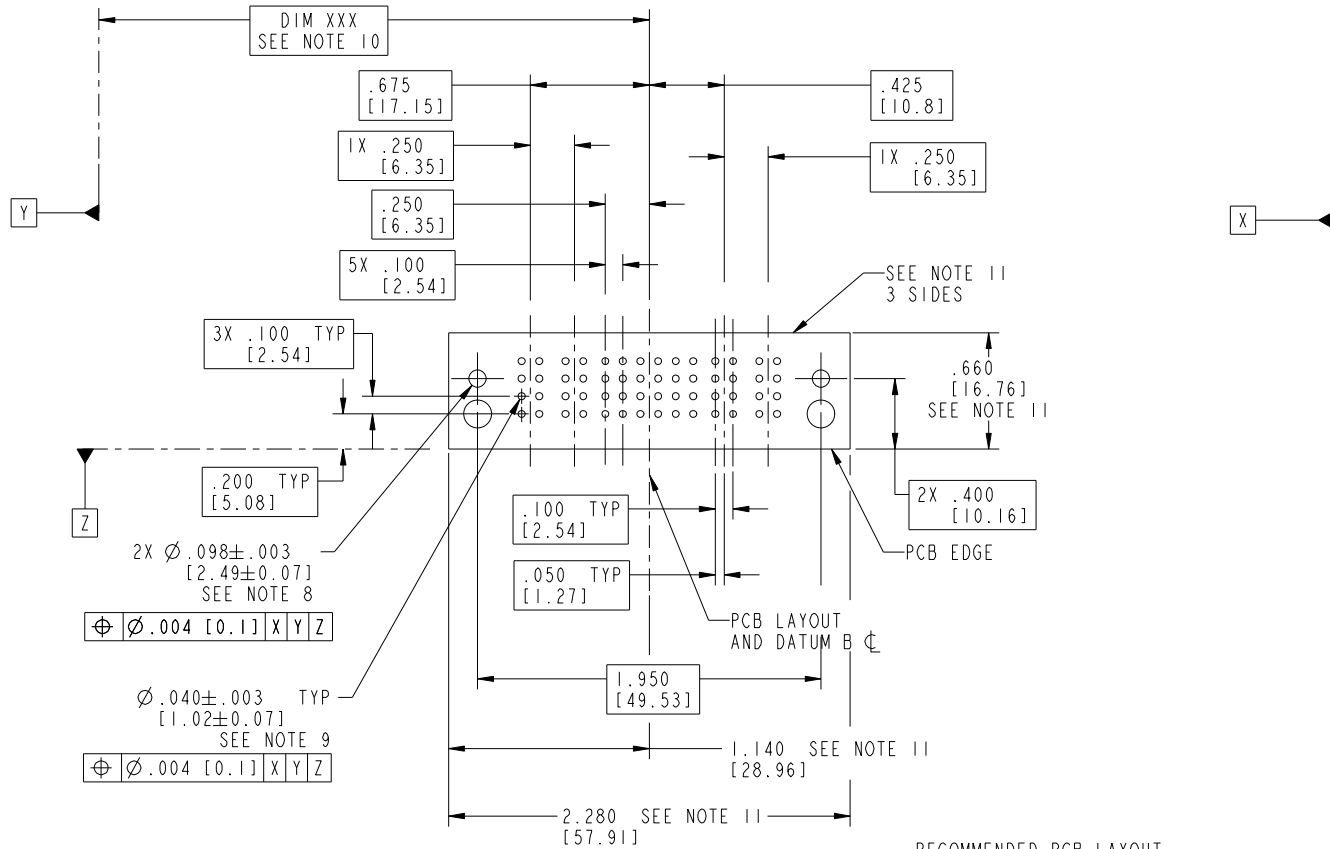 DIM XXX
SEE NOTE 10
.675
[17.15]
.425
[10.8]
1X .250
[6.35]
1X .250
[6.35]
Y
.250
[6.35]
X
5X .100
[2.54]
SEE NOTE 11
3 SIDES
3X .100 TYP
[2.54]
.660
[16.76]
SEE NOTE 11
.200 TYP
[5.08]
Z
.100 TYP
[2.54]
2X .400
[10.16]
2X Ø.098±.003
[2.49±0.07]
SEE NOTE 8
PCB EDGE
.050 TYP
[1.27]
⌖ Ø.004 [0.1] X Y Z
PCB LAYOUT
AND DATUM B ℄
1.950
[49.53]
Ø.040±.003 TYP
[1.02±0.07]
SEE NOTE 9
⌖ Ø.004 [0.1] X Y Z
1.140 SEE NOTE 11
[28.96]
2.280 SEE NOTE 11
[57.91]
RECOMMENDED PCB LAYOUT